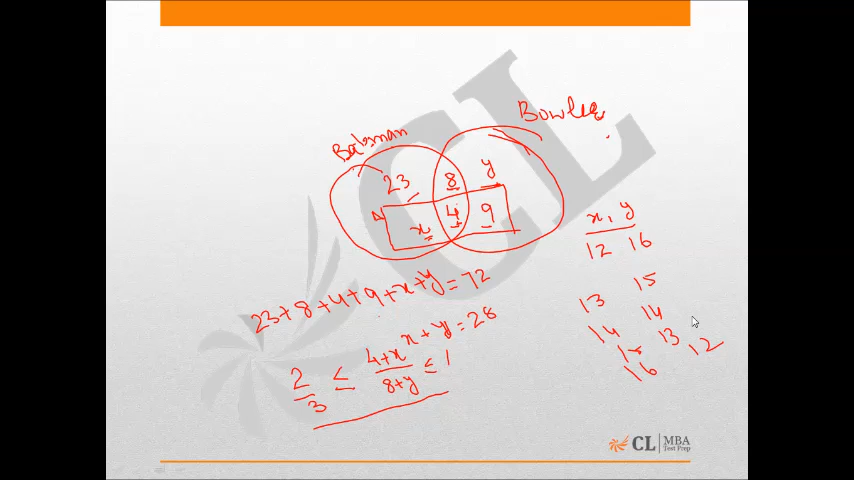 CL
Bowler
Batsman
23 8 y
x 4 9
x, y
12 16
23+8+4+9+x+y=72
13 15
x+y=28
14 14
2/3 ≤ 4+x/8+y ≤ 1
15 13
16 12
CL MBA
Test Prep